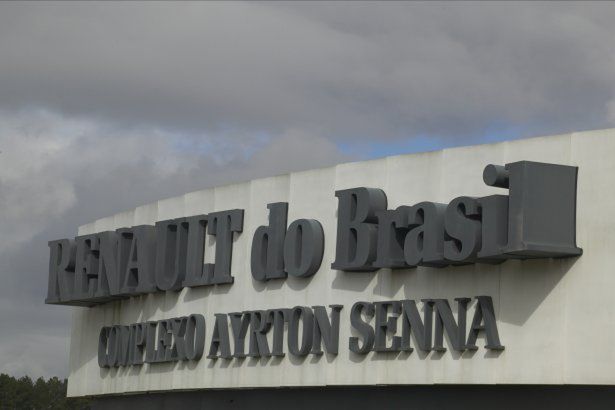 RENAULT do Brasil
COMPLEXO AYRTON SENNA